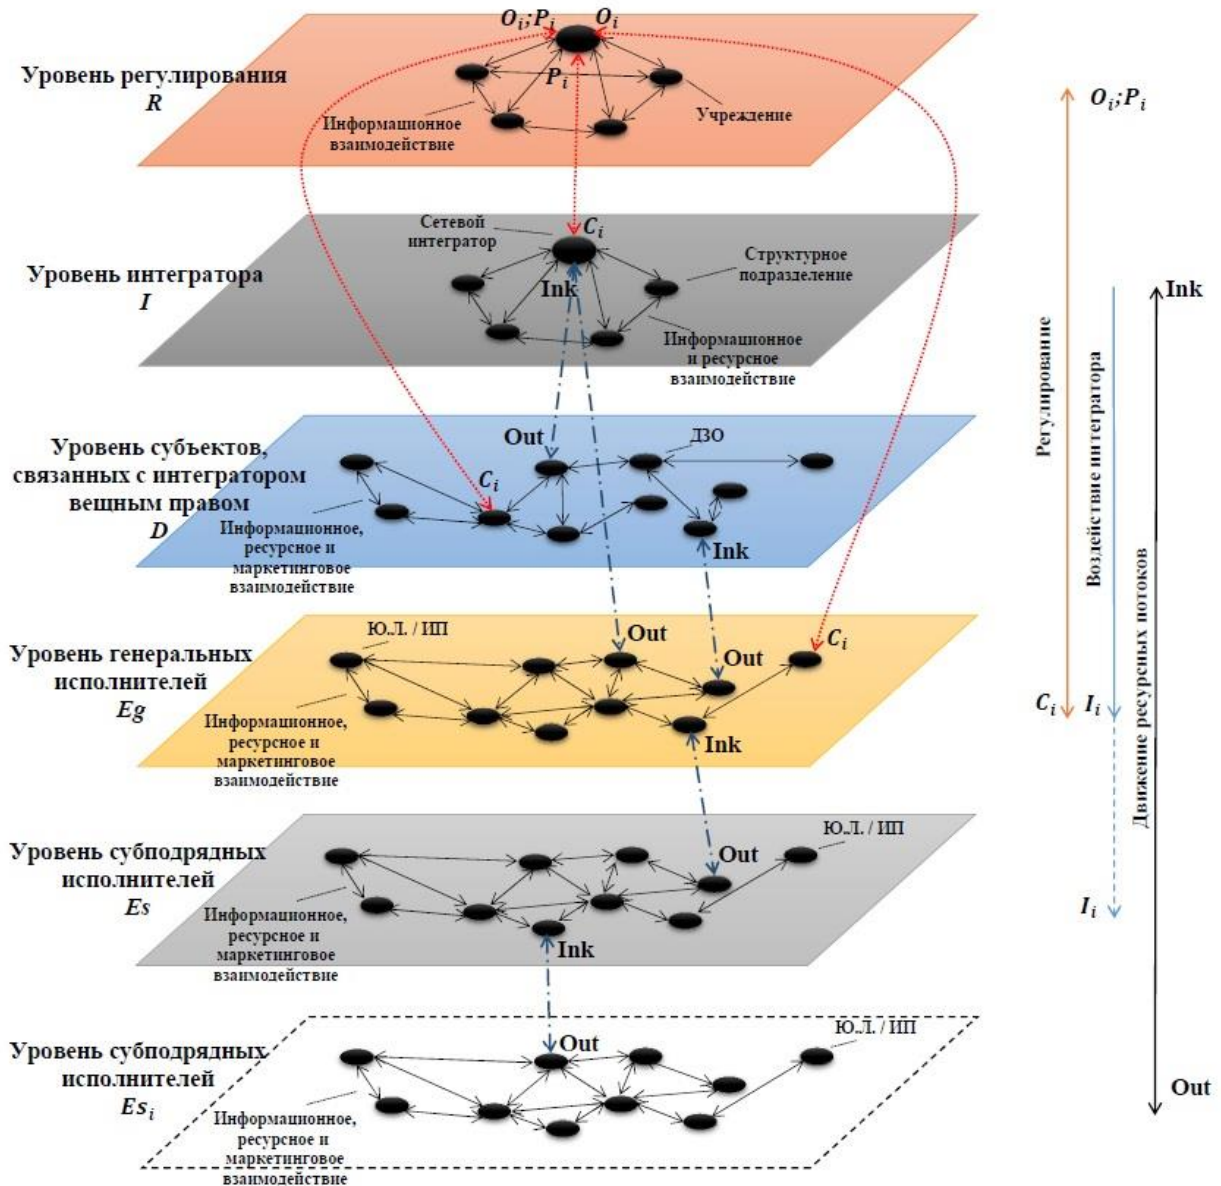 O_i;P_i
O_i
Уровень регулирования
R
P_i
Информационное
взаимодействие
Учреждение
O_i;P_i
Сетевой
интегратор
C_i
Уровень интегратора
I
Ink
Структурное
подразделение
Информационное
и ресурсное
взаимодействие
Ink
Регулирование
Воздействие интегратора
Движение ресурсных потоков
Уровень субъектов,
связанных с интегратором
вещных правом
D
Out
ДЗО
C_i
Информационное,
ресурсное и
маркетинговое
взаимодействие
Ink
Ю.Л. / ИП
Уровень генеральных
исполнителей
Eg
Out
Out
C_i
Информационное,
ресурсное и
маркетинговое
взаимодействие
Ink
C_i
I_i
Уровень субподрядных
исполнителей
Es
Ю.Л. / ИП
Out
Информационное,
ресурсное и
маркетинговое
взаимодействие
Ink
I_i
Уровень субподрядных
исполнителей
Es_i
Out
Ю.Л. / ИП
Информационное,
ресурсное и
маркетинговое
взаимодействие
Out